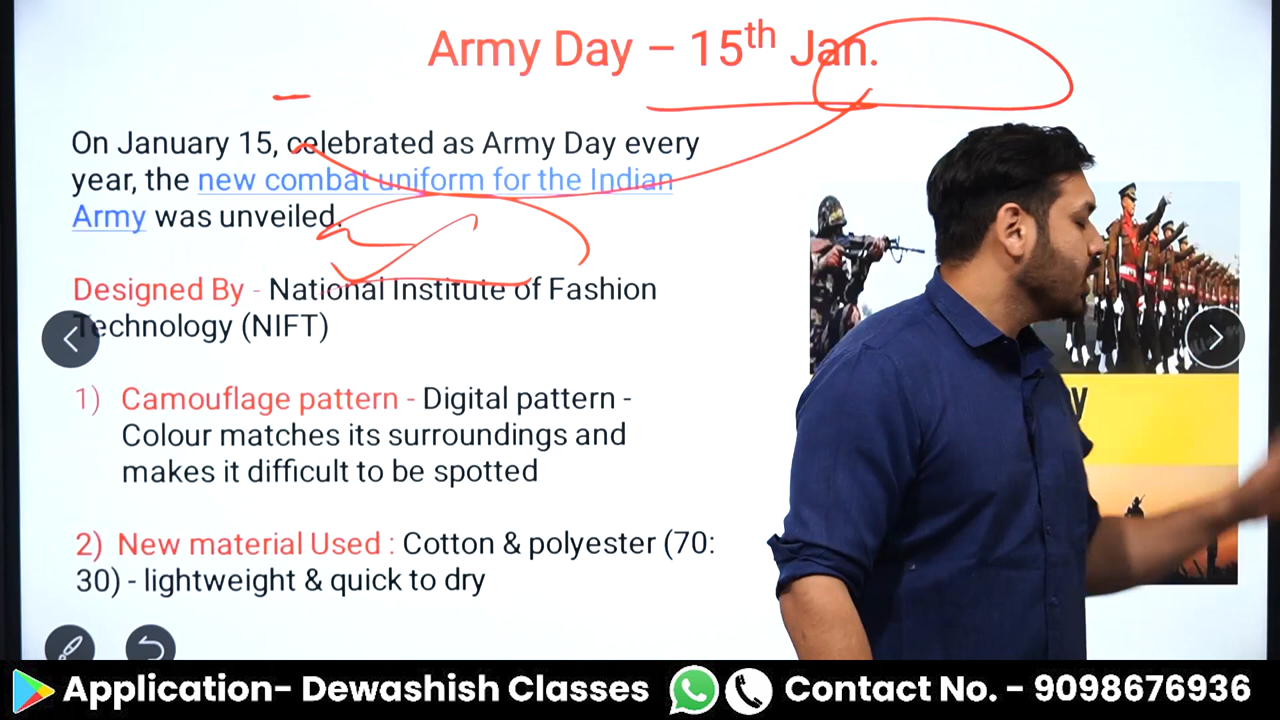 Army Day – 15th Jan.
On January 15, celebrated as Army Day every
year, the new combat uniform for the Indian
Army was unveiled.
Designed By - National Institute of Fashion
Technology (NIFT)
1) Camouflage pattern - Digital pattern -
Colour matches its surroundings and
makes it difficult to be spotted
2) New material Used : Cotton & polyester (70:
30) - lightweight & quick to dry
Application- Dewashish Classes
Contact No. - 9098676936